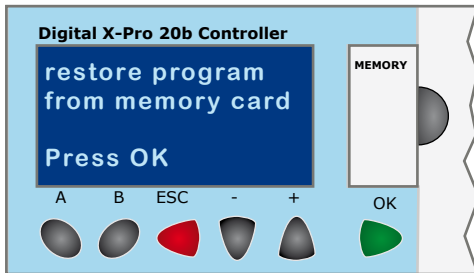 Digital X-Pro 20b Controller
restore program
from memory card
Press OK
MEMORY
A B ESC - + OK